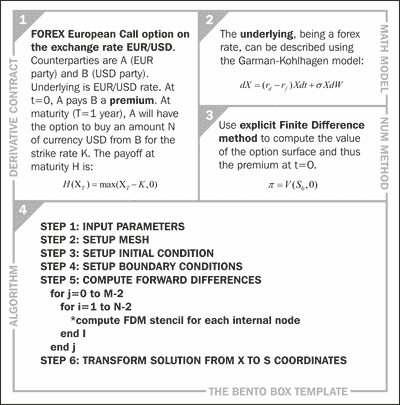 1
FOREX European Call option on
the exchange rate EUR/USD.
Counterparties are A (EUR
party) and B (USD party).
Underlying is EUR/USD rate. At
t=0, A pays B a premium. At
maturity (T=1 year), A will have
the option to buy an amount N
of currency USD from B for the
strike rate K. The payoff at
maturity H is:
H(X_T) = max(X_T − K,0)
DERIVATIVE CONTRACT
2
The underlying, being a forex
rate, can be described using
the Garman-Kohlhagen model:
dX = (r_d − r_f)Xdt + σXdW
MATH MODEL
3
Use explicit Finite Difference
method to compute the value
of the option surface and thus
the premium at t=0.
π = V(S_0,0)
NUM METHOD
4
STEP 1: INPUT PARAMETERS
STEP 2: SETUP MESH
STEP 3: SETUP INITIAL CONDITION
STEP 4: SETUP BOUNDARY CONDITIONS
STEP 5: COMPUTE FORWARD DIFFERENCES
for j=0 to M-2
for i=1 to N-2
*compute FDM stencil for each internal node
end I
end j
STEP 6: TRANSFORM SOLUTION FROM X TO S COORDINATES
ALGORITHM
THE BENTO BOX TEMPLATE